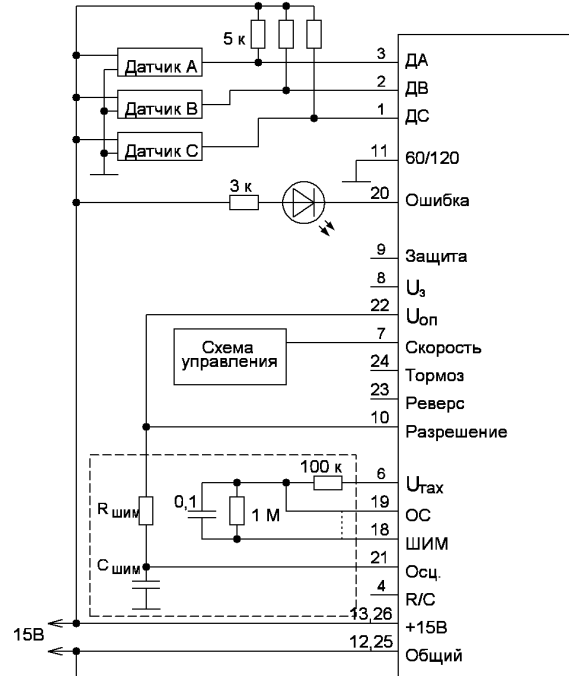 5 к
Датчик А 3 ДА
2 ДВ
Датчик В
1 ДС
Датчик С
11 60/120
3 к 20 Ошибка
9 Защита
8 Uз
22 Uоп
7 Скорость
Схема
управления
24 Тормоз
23 Реверс
10 Разрешение
100 к 6 Uтах
R шим 0,1 1 М 19 ОС
18 ШИМ
C шим 21 Осц.
4 R/C
13,26 +15В
15В
12,25 Общий